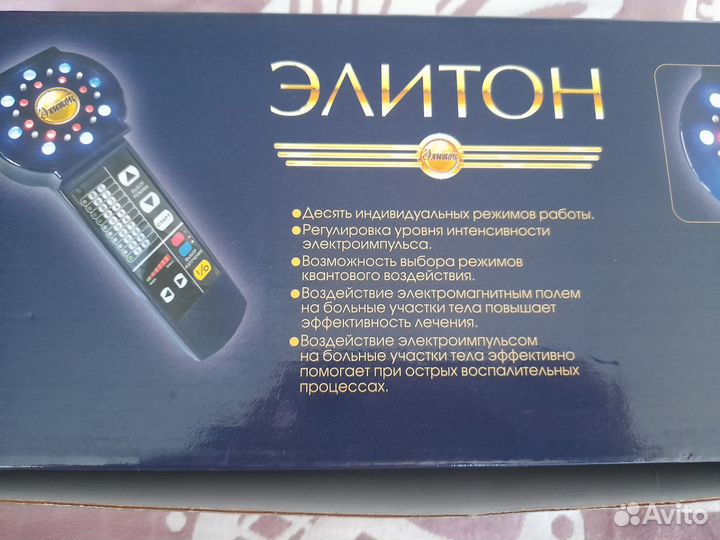 ЭЛИТОН
Элитон
Элитон
●Десять индивидуальных режимов работы.
●Регулировка уровня интенсивности
электроимпульса.
●Возможность выбора режимов
квантового воздействия.
●Воздействие электромагнитным полем
на больные участки тела повышает
эффективность лечения.
●Воздействие электроимпульсом
на больные участки тела эффективно
помогает при острых воспалительных
процессах.
СТАРТ
I/O
Avito